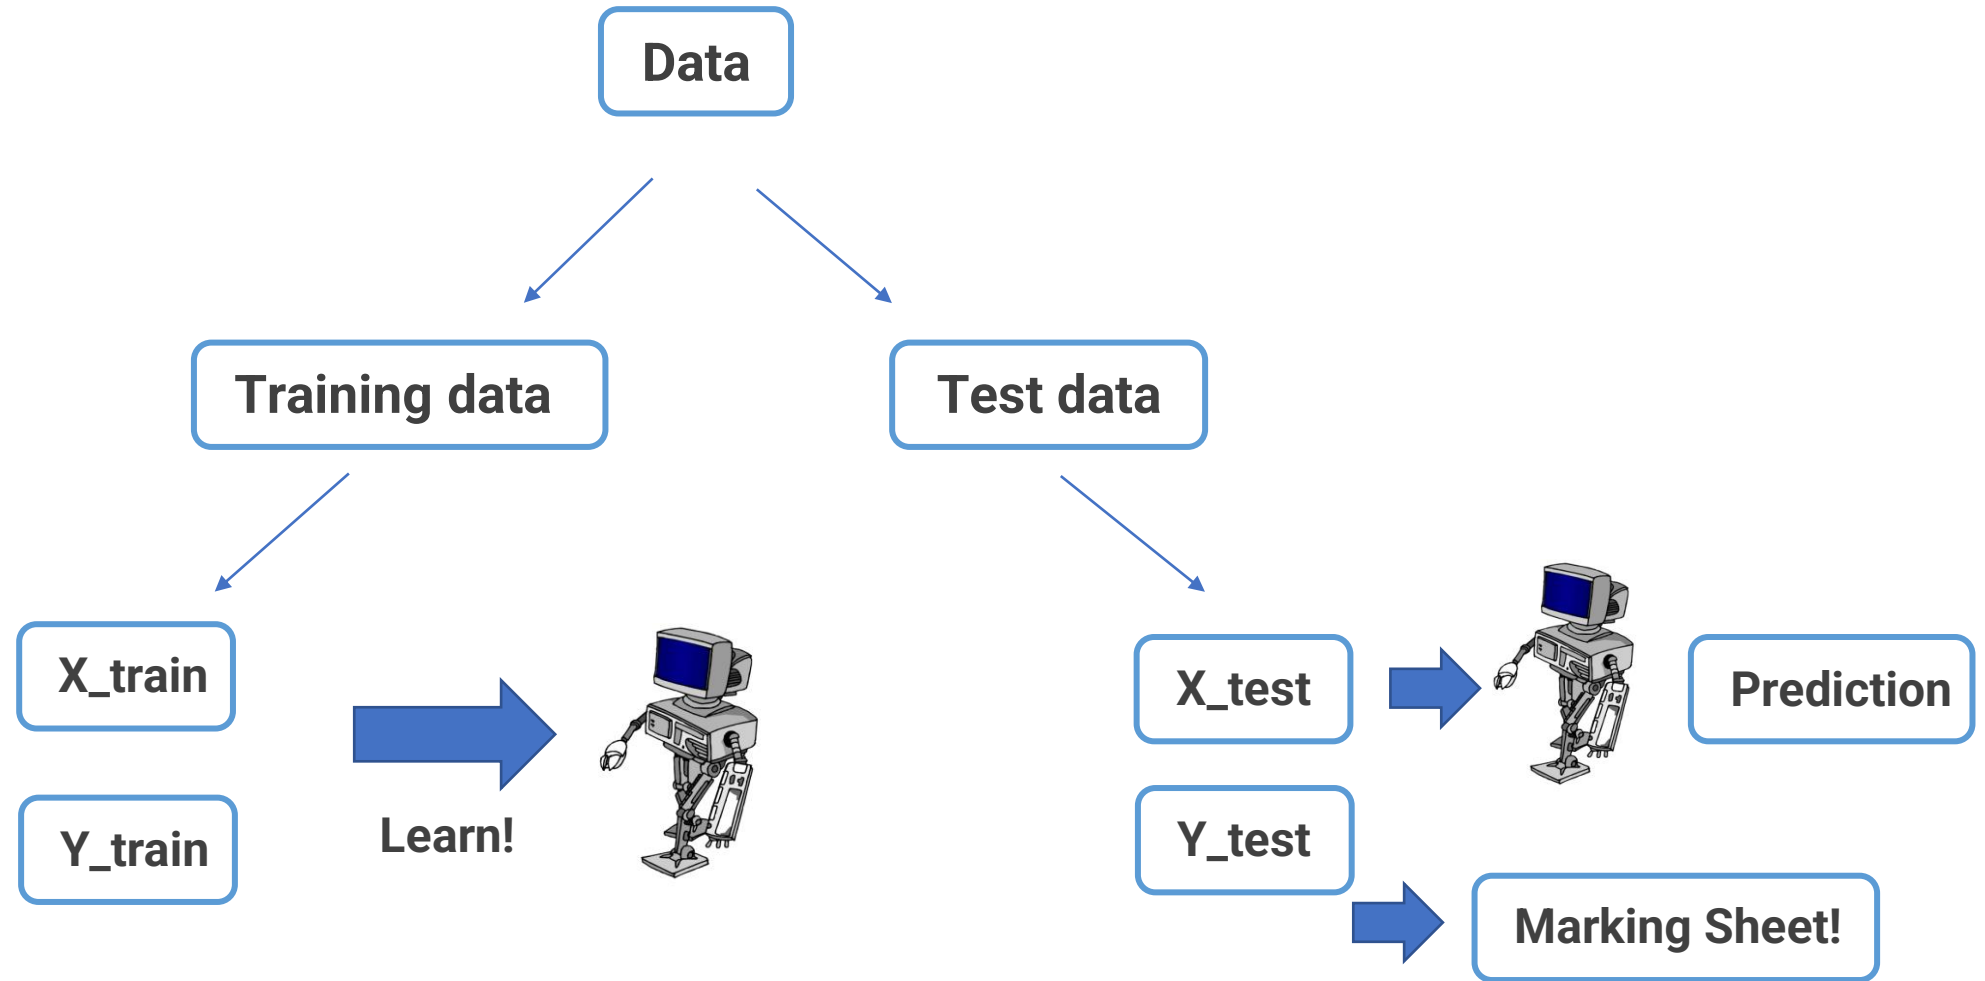 Data
Training data
Test data
X_train
Y_train
Learn!
X_test
Prediction
Y_test
Marking Sheet!